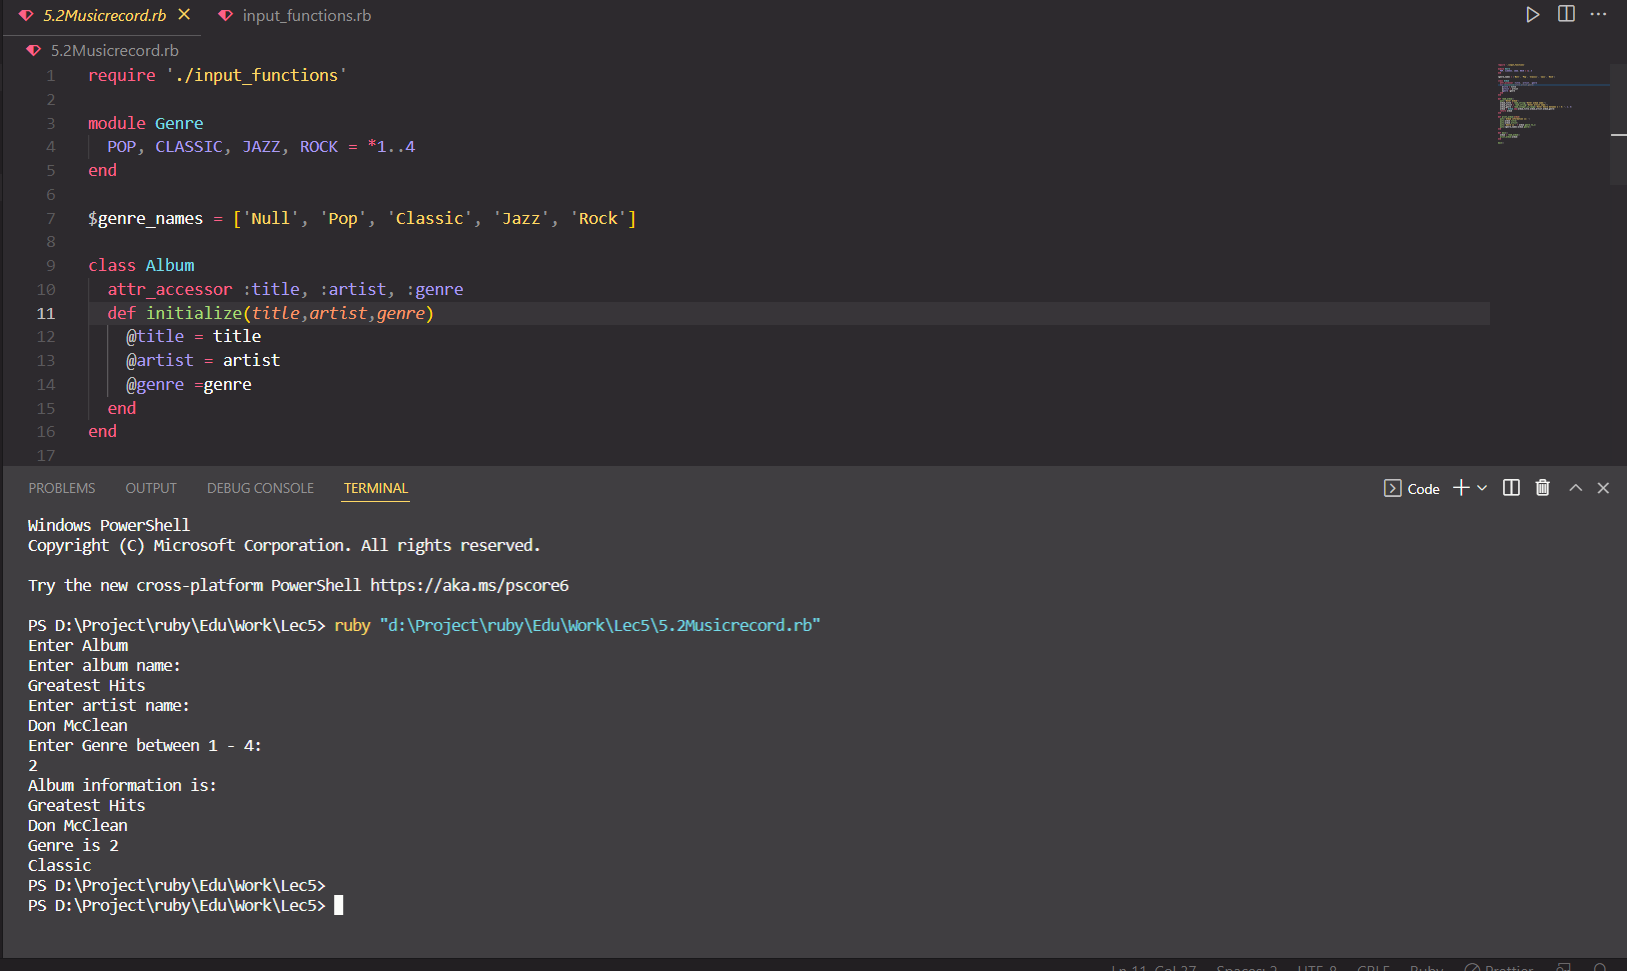 5.2Musicrecord.rb
input_functions.rb
5.2Musicrecord.rb
1 require './input_functions'
2
3 module Genre
4 POP, CLASSIC, JAZZ, ROCK = *1..4
5 end
6
7 $genre_names = ['Null', 'Pop', 'Classic', 'Jazz', 'Rock']
8
9 class Album
10 attr_accessor :title, :artist, :genre
11 def initialize(title,artist,genre)
12 @title = title
13 @artist = artist
14 @genre =genre
15 end
16 end
17
PROBLEMS OUTPUT DEBUG CONSOLE TERMINAL Code
Windows PowerShell
Copyright (C) Microsoft Corporation. All rights reserved.
Try the new cross-platform PowerShell https://aka.ms/pscore6
PS D:\Project\ruby\Edu\Work\Lec5> ruby "d:\Project\ruby\Edu\Work\Lec5\5.2Musicrecord.rb"
Enter Album
Enter album name:
Greatest Hits
Enter artist name:
Don McClean
Enter Genre between 1 - 4:
2
Album information is:
Greatest Hits
Don McClean
Genre is 2
Classic
PS D:\Project\ruby\Edu\Work\Lec5>
PS D:\Project\ruby\Edu\Work\Lec5>
Ln 11, Col 37 Spaces: 2 UTF-8 CRLF Ruby Prettier